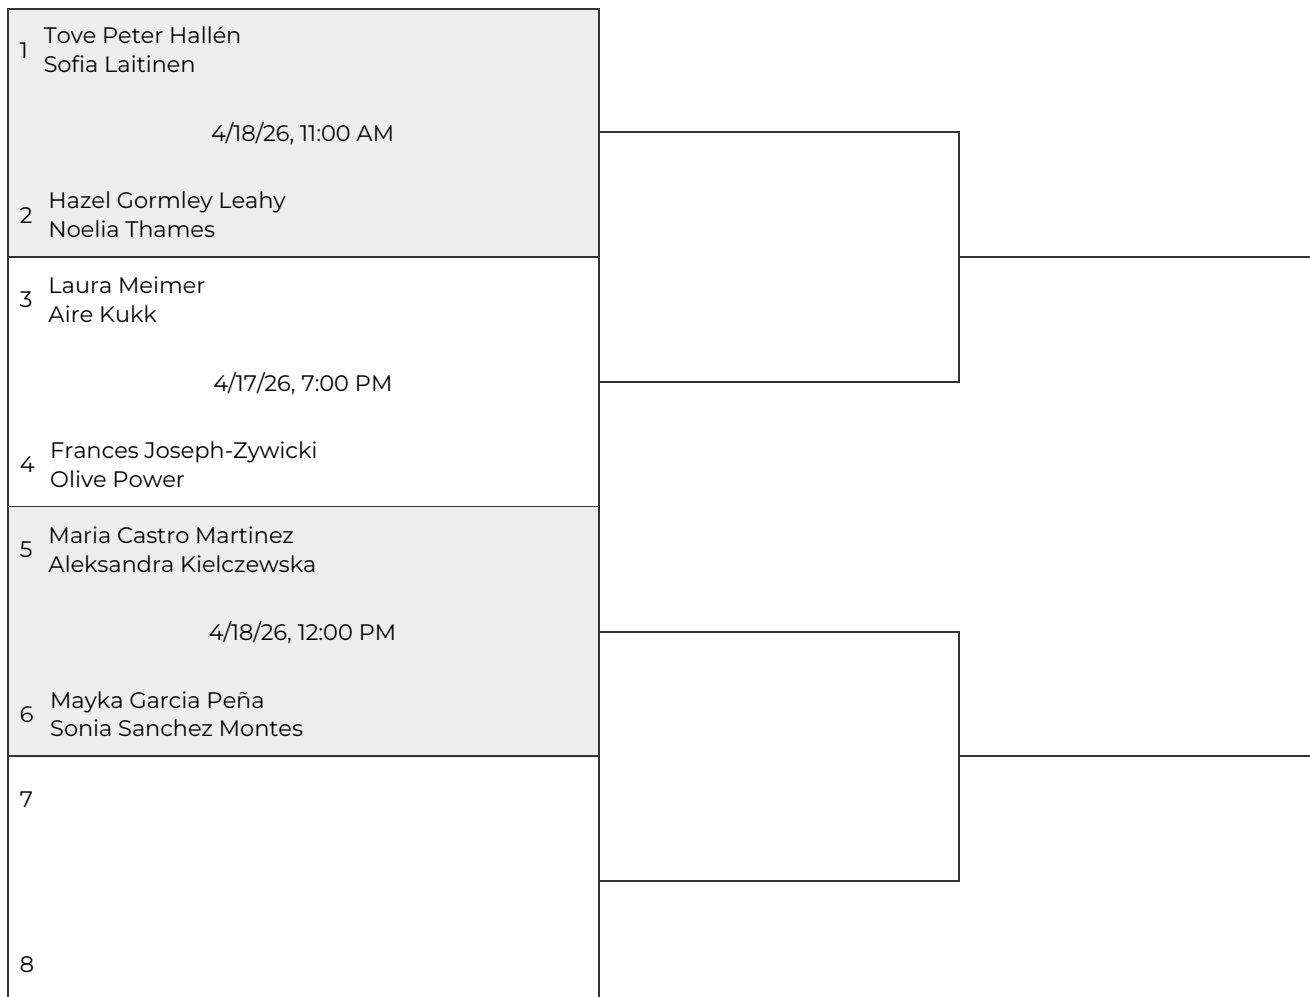 1
Tove Peter Hallén
Sofia Laitinen
4/18/26, 11:00 AM
2
Hazel Gormley Leahy
Noelia Thames
3
Laura Meimer
Aire Kukk
4/17/26, 7:00 PM
4
Frances Joseph-Zywicki
Olive Power
5
Maria Castro Martinez
Aleksandra Kielczewska
4/18/26, 12:00 PM
6
Mayka Garcia Peña
Sonia Sanchez Montes
7
8